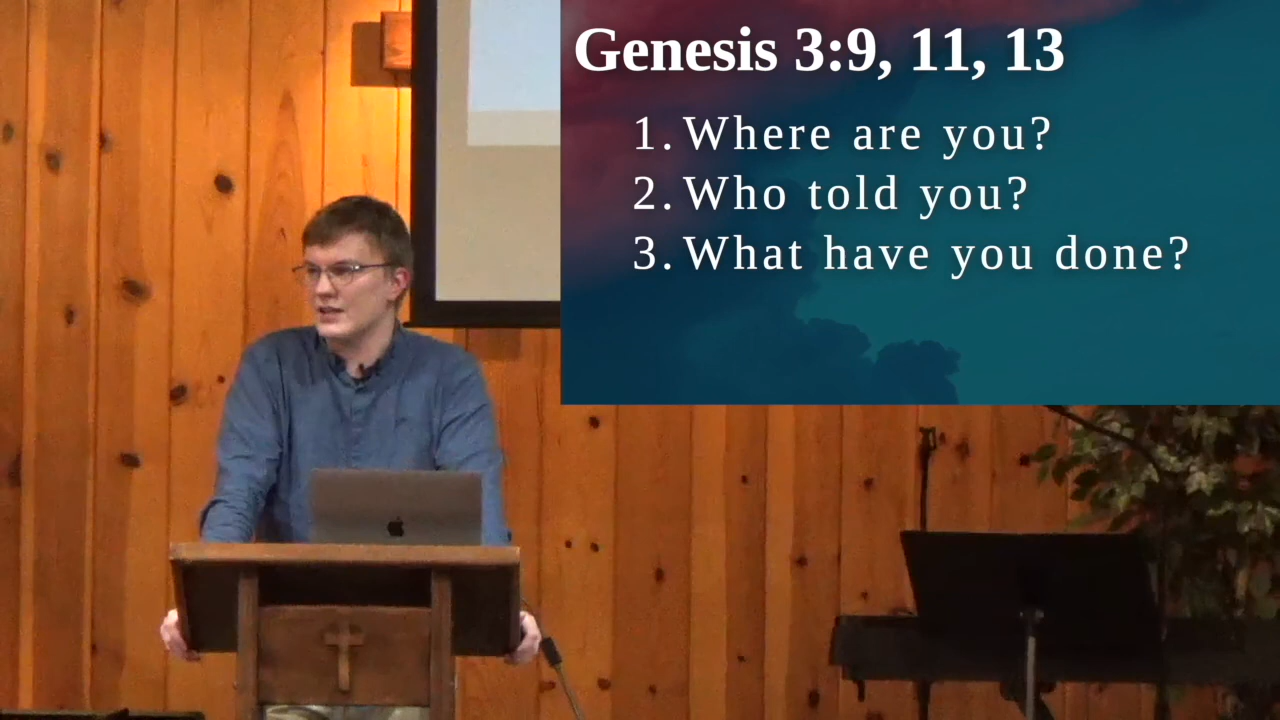 Genesis 3:9, 11, 13
1. Where are you?
2. Who told you?
3. What have you done?